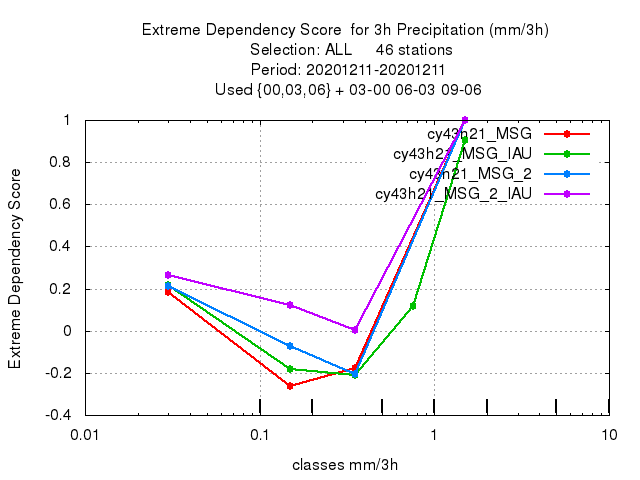 Extreme Dependency Score  for 3h Precipitation (mm/3h)
Selection: ALL     46 stations
Period: 20201211-20201211
Used {00,03,06} + 03-00 06-03 09-06
Extreme Dependency Score
1
0.8
0.6
0.4
0.2
0
-0.2
-0.4
cy43h21_MSG
cy43h21_MSG_IAU
cy43h21_MSG_2
cy43h21_MSG_2_IAU
0.01 0.1 1 10
classes mm/3h